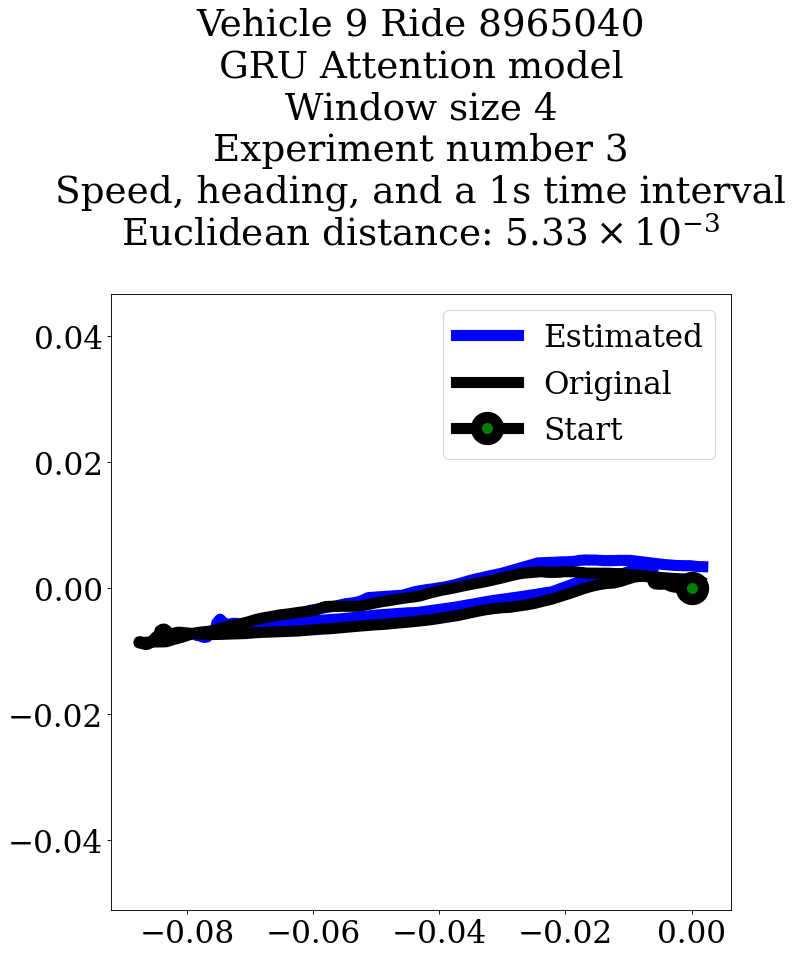 Vehicle 9 Ride 8965040
GRU Attention model
Window size 4
Experiment number 3
Speed, heading, and a 1s time interval
Euclidean distance: 5.33 × 10⁻³
Estimated
Original
Start
0.04
0.02
0.00
−0.02
−0.04
−0.08 −0.06 −0.04 −0.02 0.00